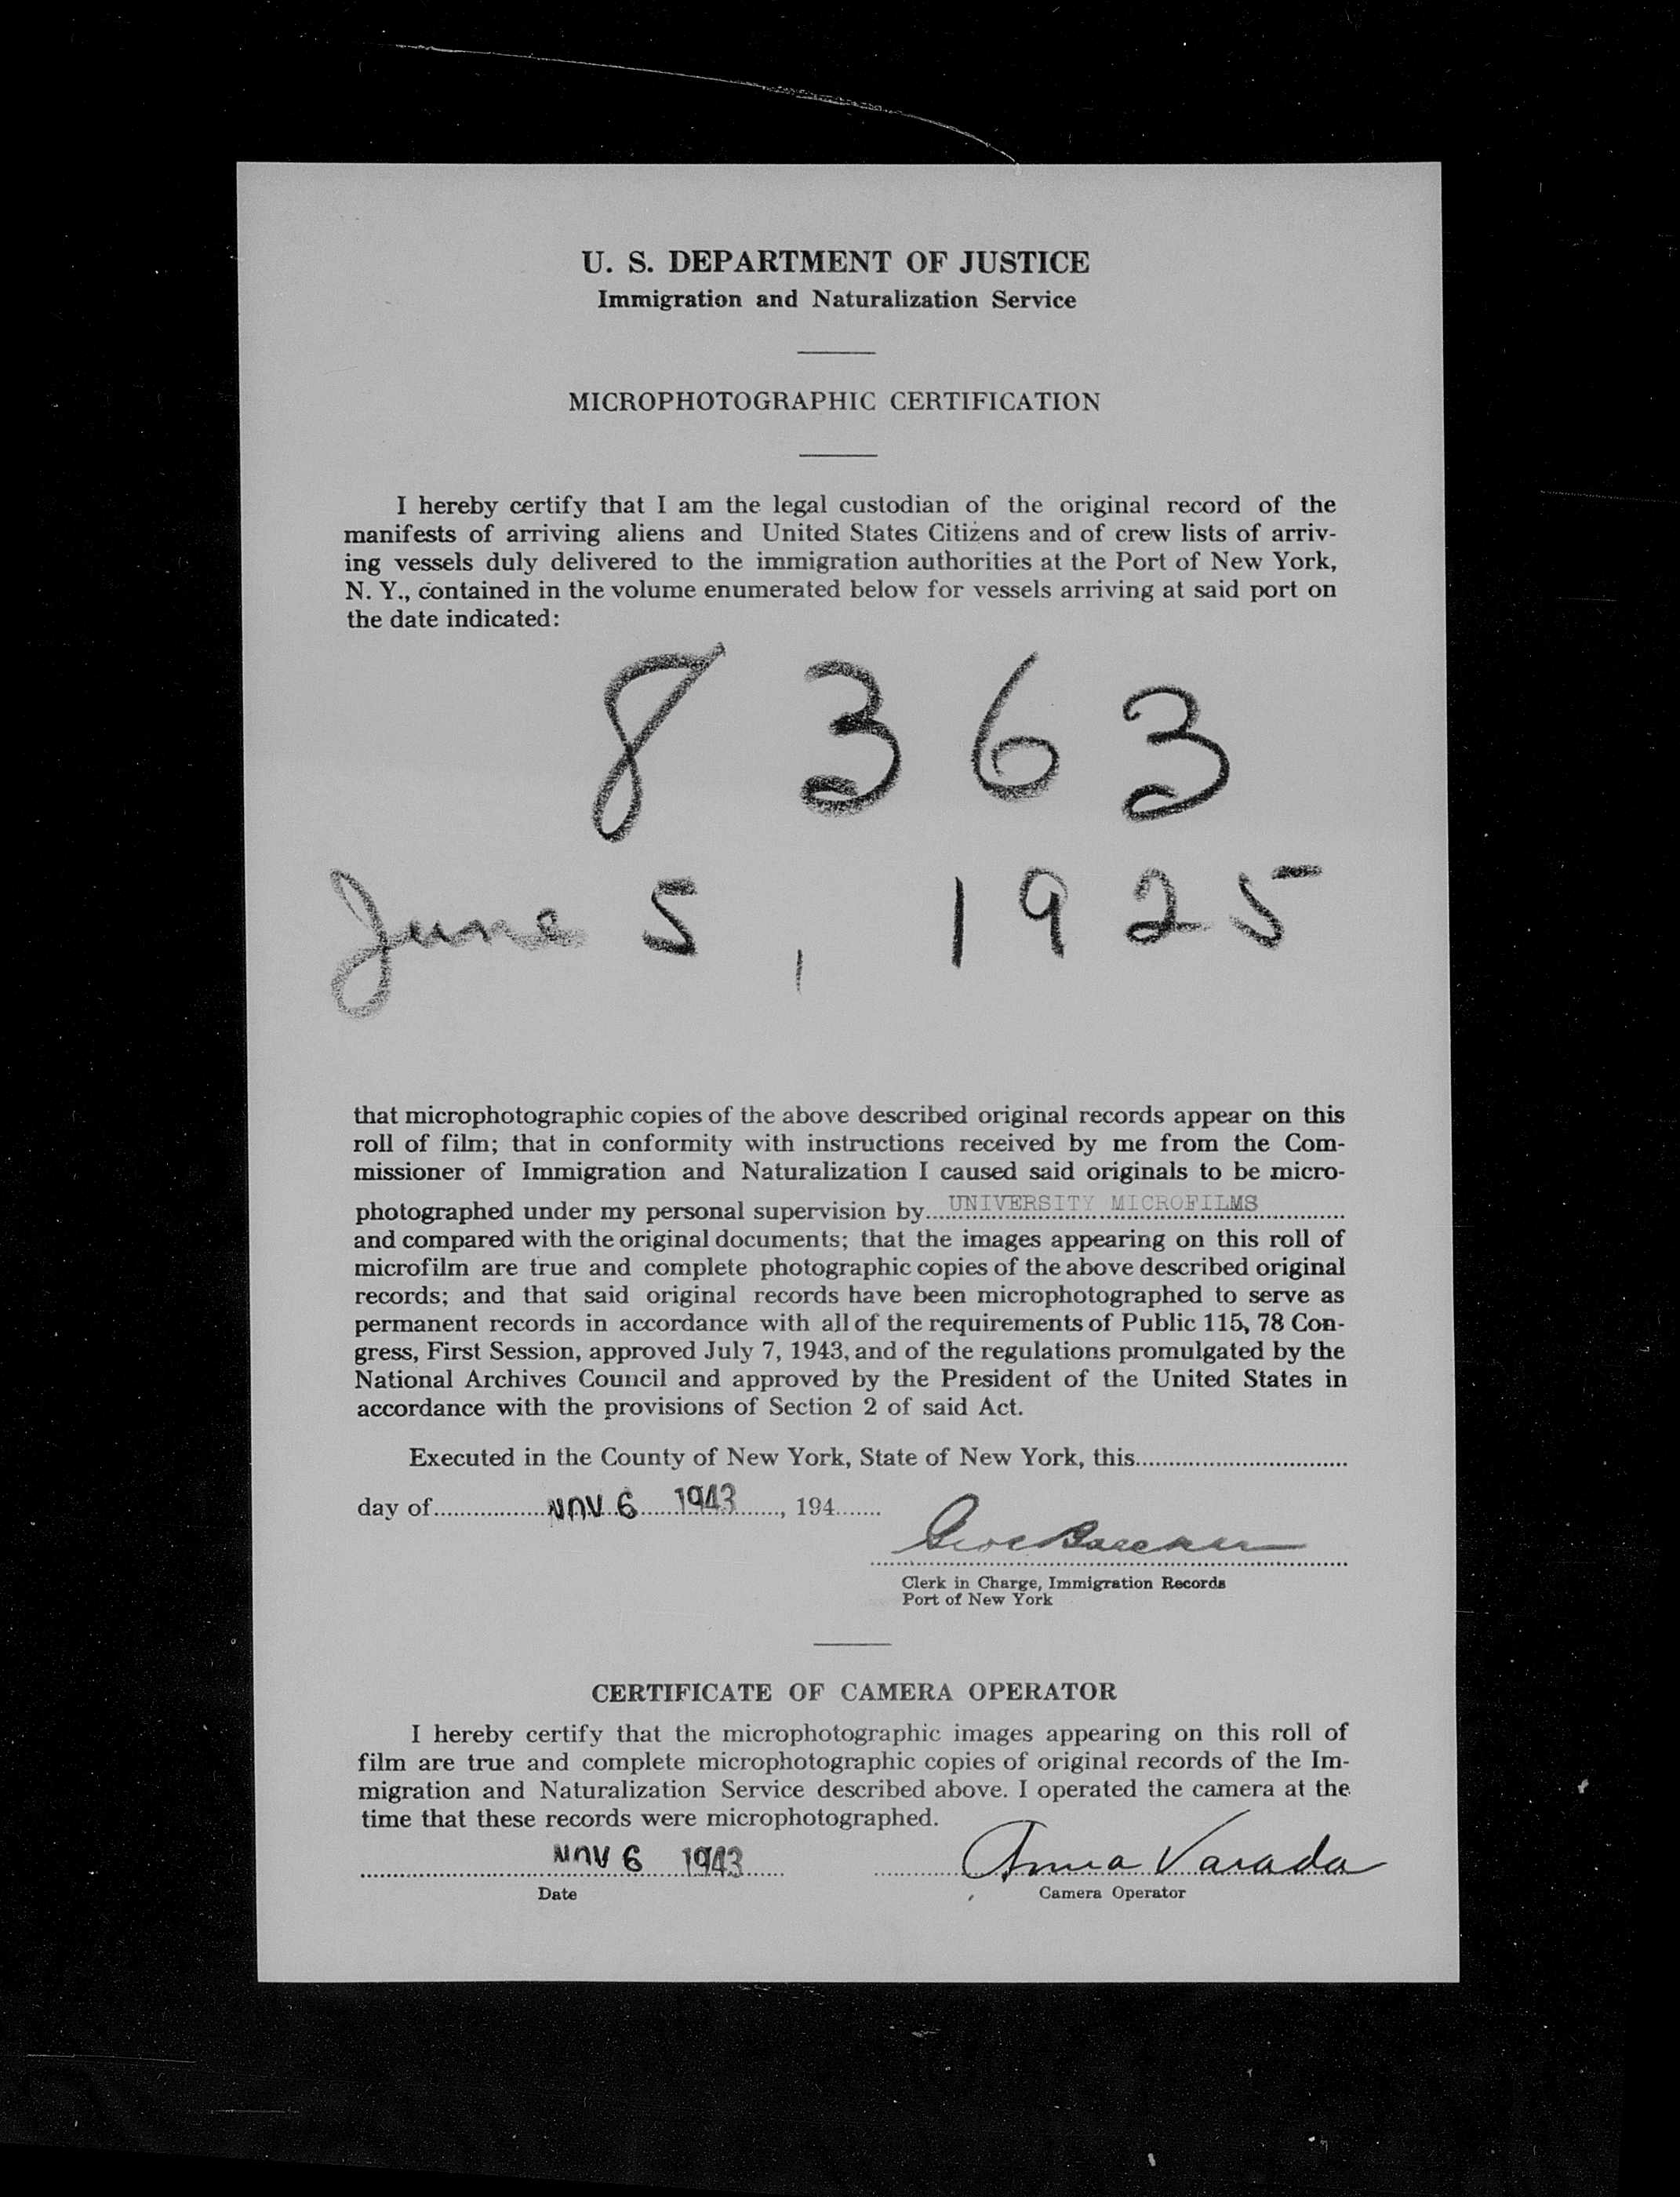 U. S. DEPARTMENT OF JUSTICE
Immigration and Naturalization Service
MICROPHOTOGRAPHIC CERTIFICATION
I hereby certify that I am the legal custodian of the original record of the
manifests of arriving aliens and United States Citizens and of crew lists of arriv-
ing vessels duly delivered to the immigration authorities at the Port of New York,
N. Y., contained in the volume enumerated below for vessels arriving at said port on
the date indicated:
8363
June 5, 1925
that microphotographic copies of the above described original records appear on this
roll of film; that in conformity with instructions received by me from the Com-
missioner of Immigration and Naturalization I caused said originals to be micro-
photographed under my personal supervision by UNIVERSITY MICROFILMS
and compared with the original documents; that the images appearing on this roll of
microfilm are true and complete photographic copies of the above described original
records; and that said original records have been microphotographed to serve as
permanent records in accordance with all of the requirements of Public 115, 78 Con-
gress, First Session, approved July 7, 1943, and of the regulations promulgated by the
National Archives Council and approved by the President of the United States in
accordance with the provisions of Section 2 of said Act.
Executed in the County of New York, State of New York, this
day of NOV 6 1943, 194
Clerk in Charge, Immigration Records
Port of New York
CERTIFICATE OF CAMERA OPERATOR
I hereby certify that the microphotographic images appearing on this roll of
film are true and complete microphotographic copies of original records of the Im-
migration and Naturalization Service described above. I operated the camera at the
time that these records were microphotographed.
NOV 6 1943 Anna Varada
Date Camera Operator